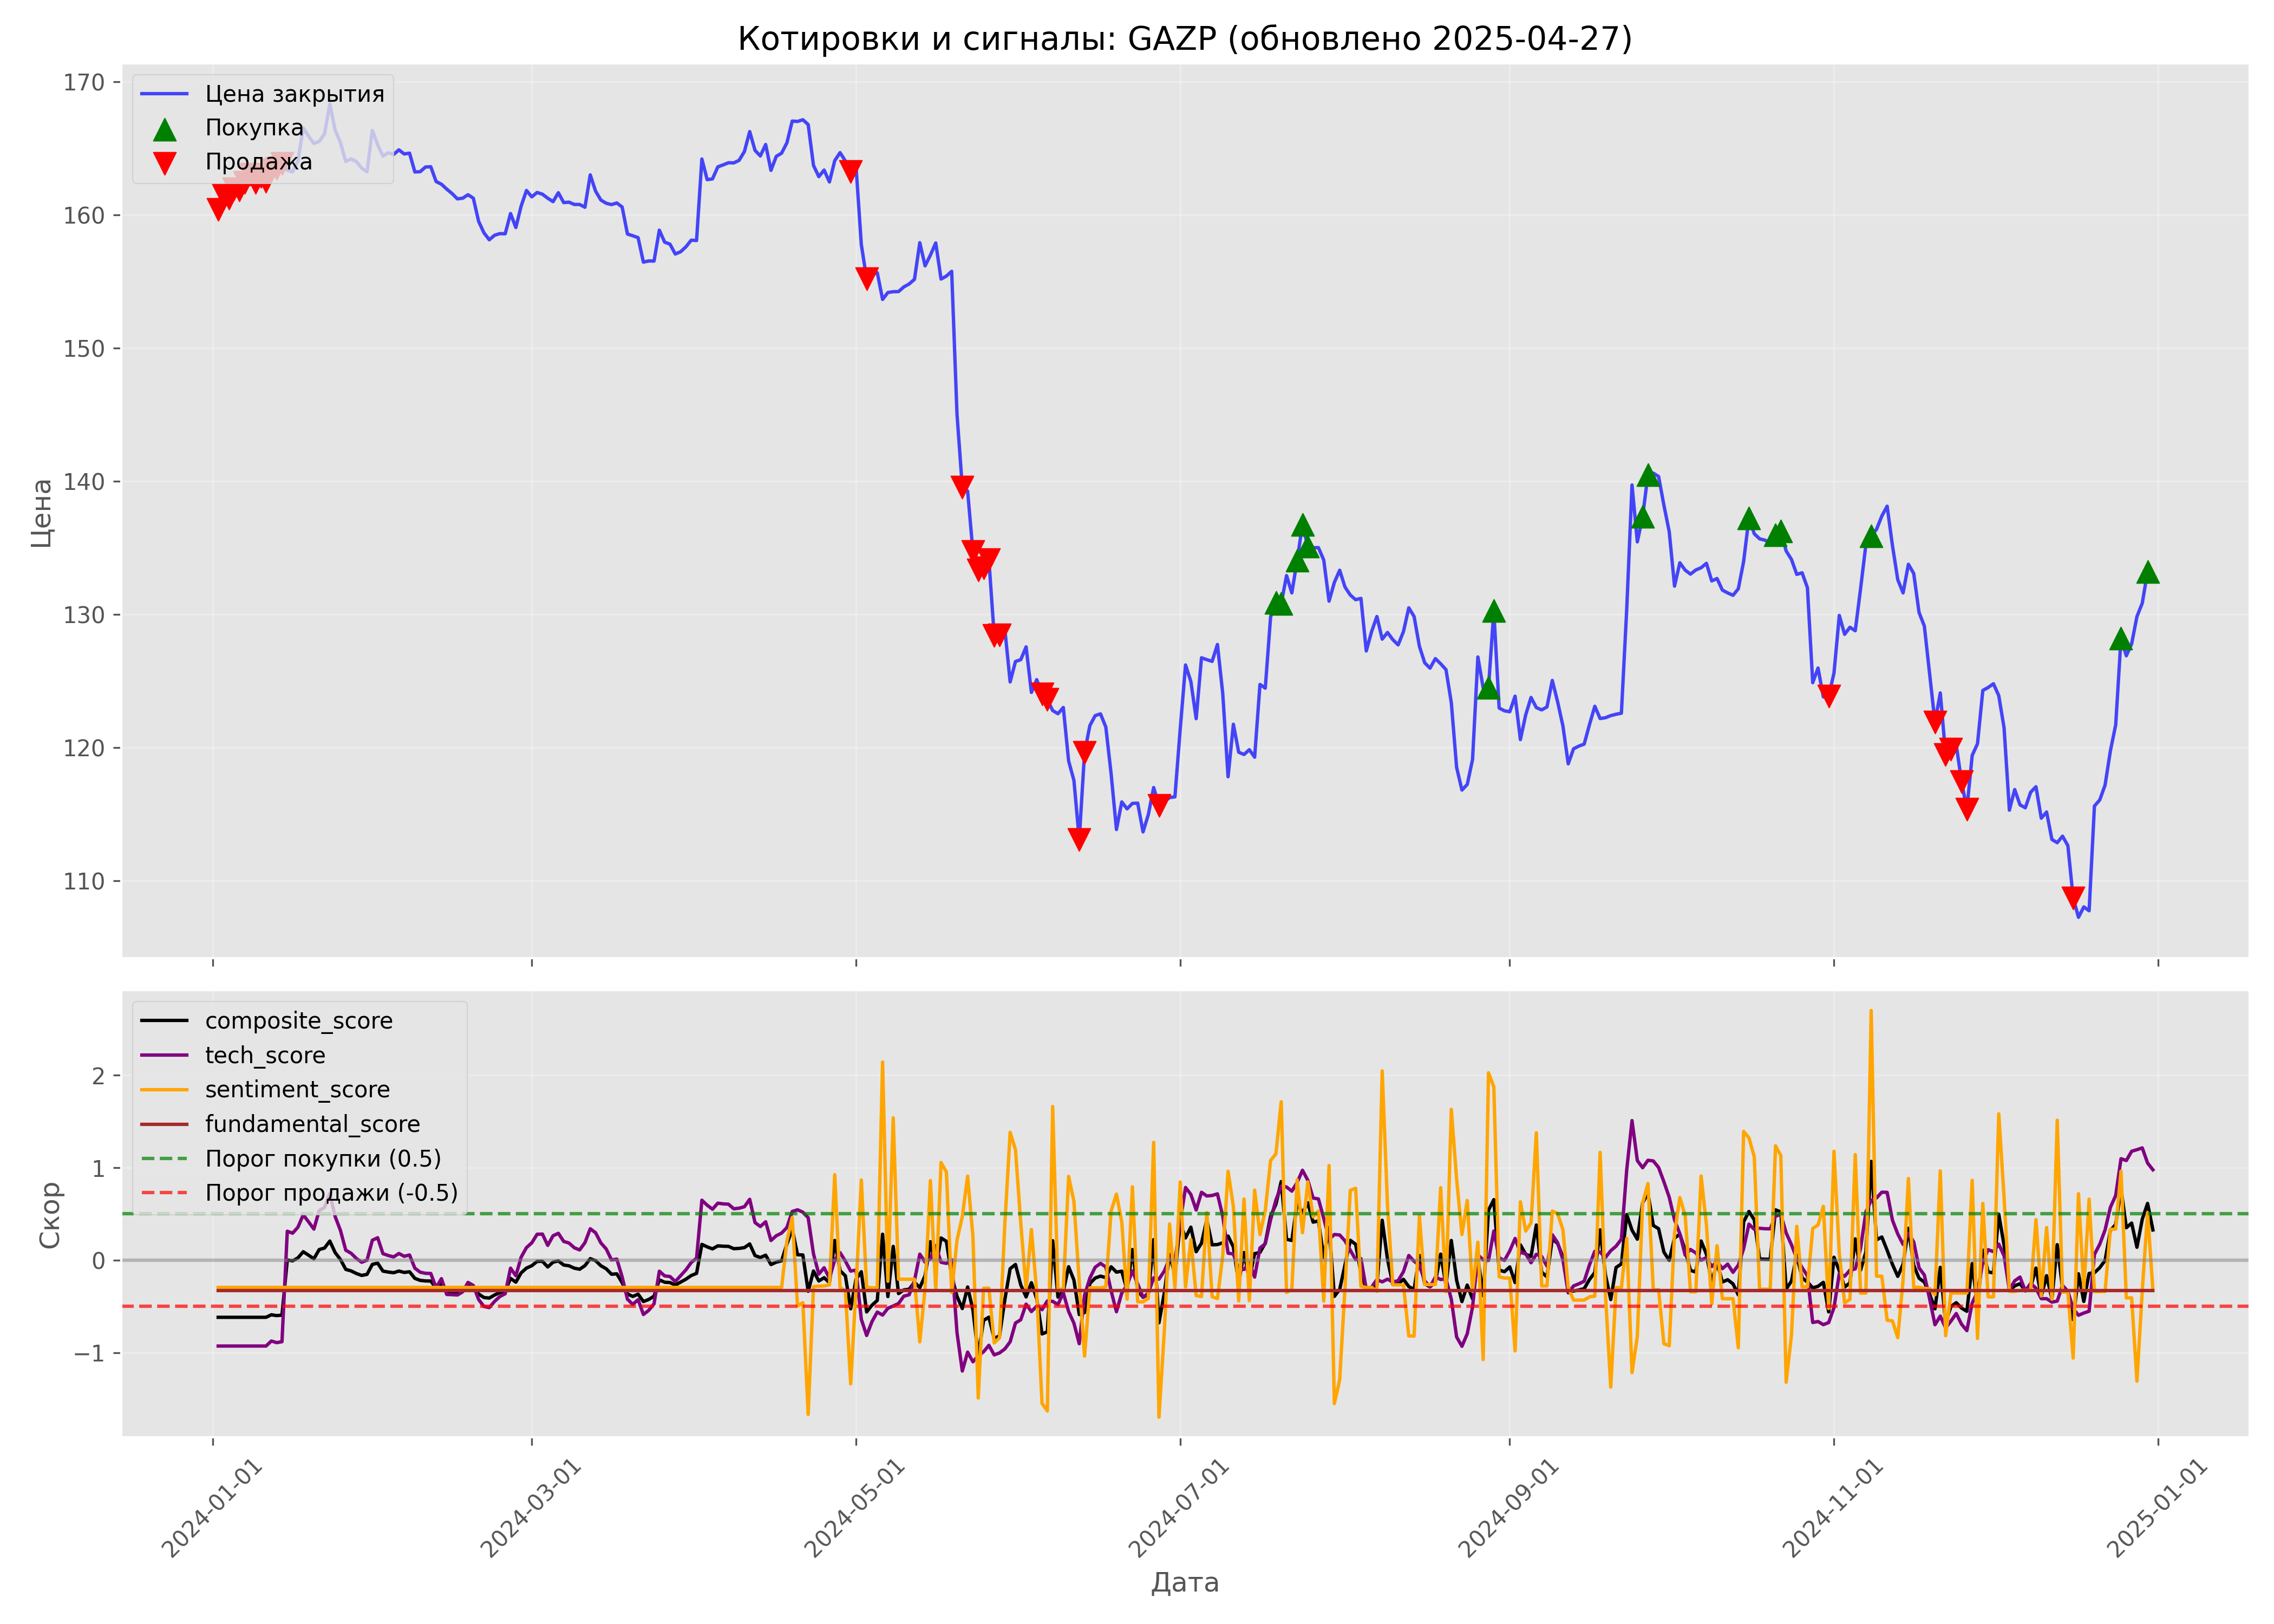 Котировки и сигналы: GAZP (обновлено 2025-04-27)
Цена закрытия
Покупка
Продажа
Цена
170
160
150
140
130
120
110
composite_score
tech_score
sentiment_score
fundamental_score
Порог покупки (0.5)
Порог продажи (-0.5)
Скор
2
1
0
−1
2024-01-01
2024-03-01
2024-05-01
2024-07-01
2024-09-01
2024-11-01
2025-01-01
Дата